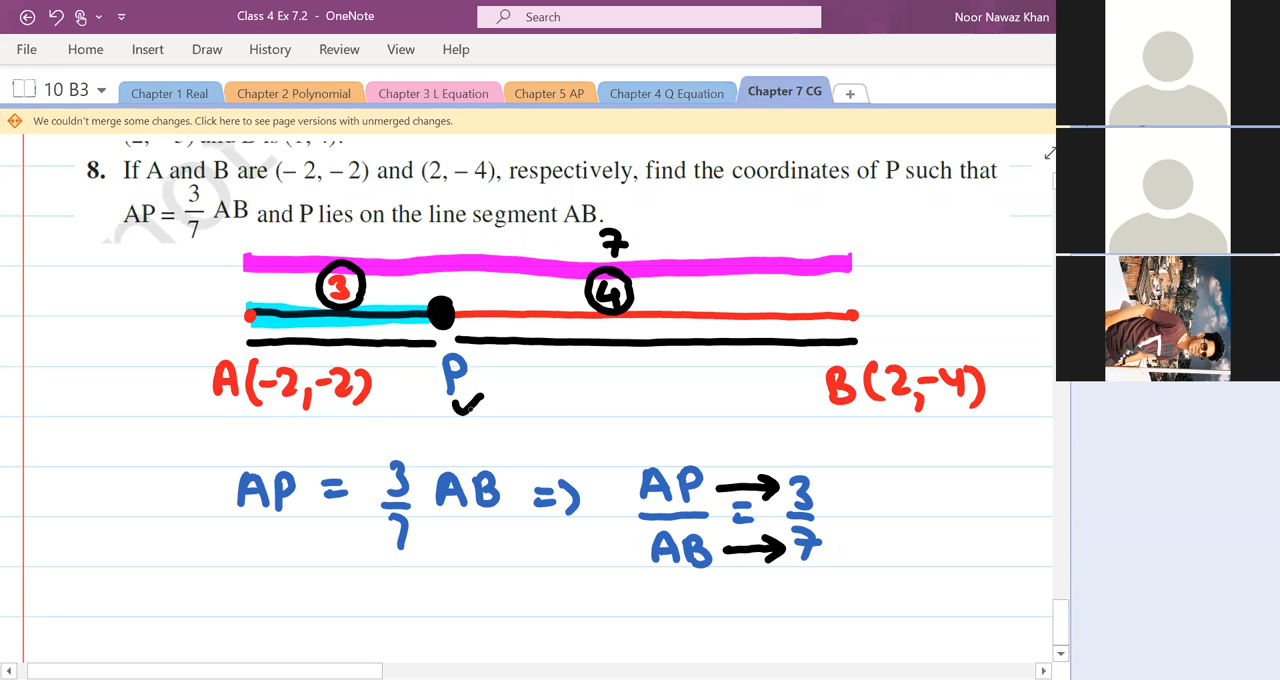 Class 4 Ex 7.2 - OneNote
Search
Noor Nawaz Khan
File Home Insert Draw History Review View Help
10 B3
Chapter 1 Real
Chapter 2 Polynomial
Chapter 3 L Equation
Chapter 5 AP
Chapter 4 Q Equation
Chapter 7 CG
We couldn't merge some changes. Click here to see page versions with unmerged changes.
8. If A and B are (– 2, – 2) and (2, – 4), respectively, find the coordinates of P such that
AP = 3/7 AB and P lies on the line segment AB.
7
3 4
A(-2,-2) P B(2,-4)
AP = 3/7 AB => AP/AB = 3/7